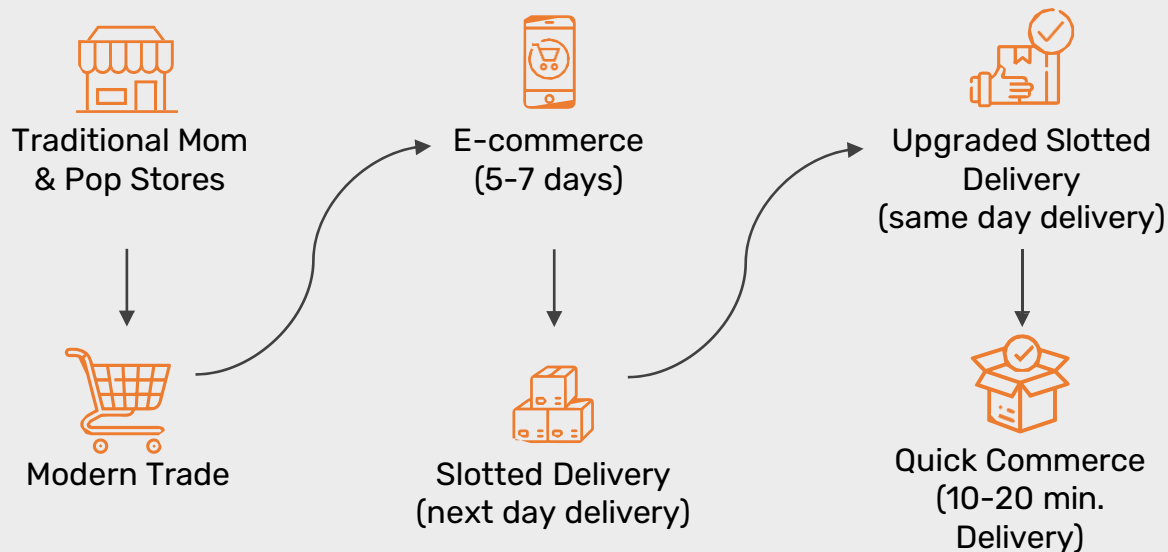 Traditional Mom
& Pop Stores
Modern Trade
E-commerce
(5-7 days)
Slotted Delivery
(next day delivery)
Upgraded Slotted
Delivery
(same day delivery)
Quick Commerce
(10-20 min.
Delivery)